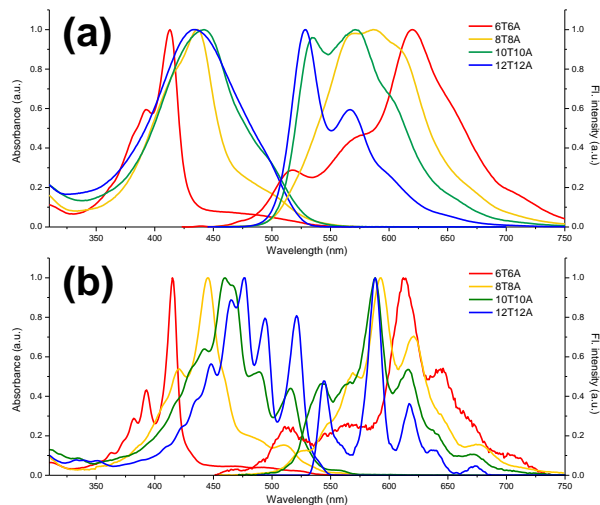 (a)
6T6A
8T8A
10T10A
12T12A
Absorbance (a.u.)
Fl. intensity (a.u.)
1.0 1.0
0.8 0.8
0.6 0.6
0.4 0.4
0.2 0.2
0.0 0.0
350 400 450 500 550 600 650 700 750
Wavelength (nm)
(b)
6T6A
8T8A
10T10A
12T12A
Absorbance (a.u.)
Fl. intensity (a.u.)
1.0 1.0
0.8 0.8
0.6 0.6
0.4 0.4
0.2 0.2
0.0 0.0
350 400 450 500 550 600 650 700 750
Wavelength (nm)